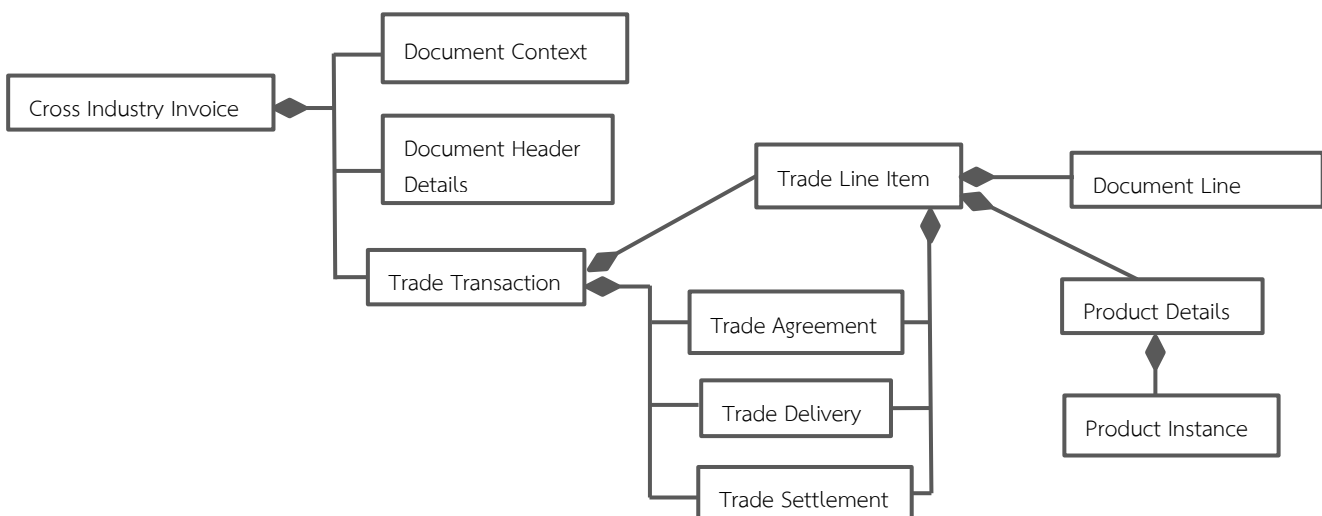 Document Context
Cross Industry Invoice
Document Header
Details
Trade Line Item
Document Line
Trade Transaction
Product Details
Trade Agreement
Trade Delivery
Product Instance
Trade Settlement